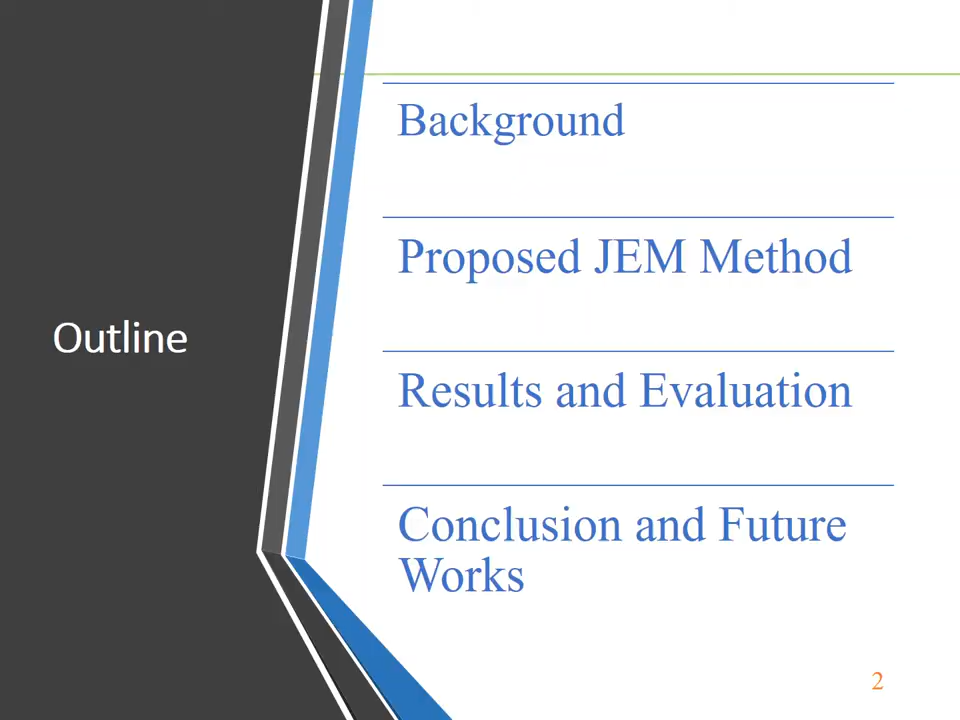 Outline
Background
Proposed JEM Method
Results and Evaluation
Conclusion and Future
Works
2